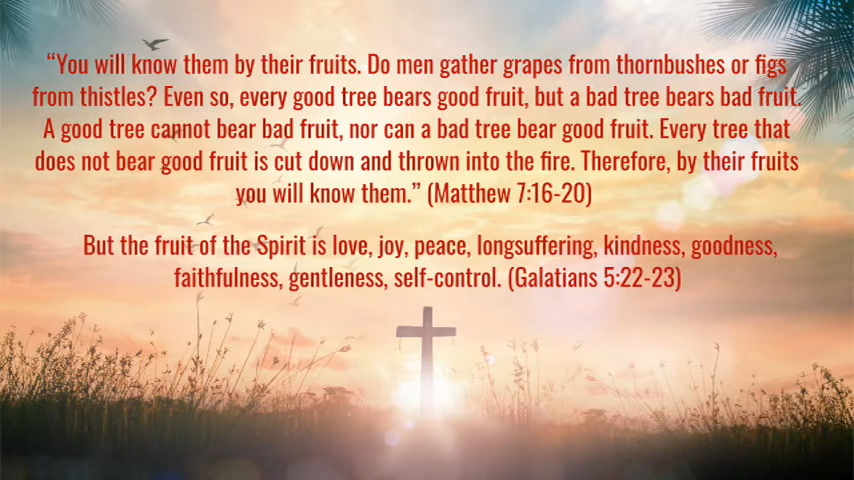 “You will know them by their fruits. Do men gather grapes from thornbushes or figs
from thistles? Even so, every good tree bears good fruit, but a bad tree bears bad fruit.
A good tree cannot bear bad fruit, nor can a bad tree bear good fruit. Every tree that
does not bear good fruit is cut down and thrown into the fire. Therefore, by their fruits
you will know them.” (Matthew 7:16-20)
But the fruit of the Spirit is love, joy, peace, longsuffering, kindness, goodness,
faithfulness, gentleness, self-control. (Galatians 5:22-23)